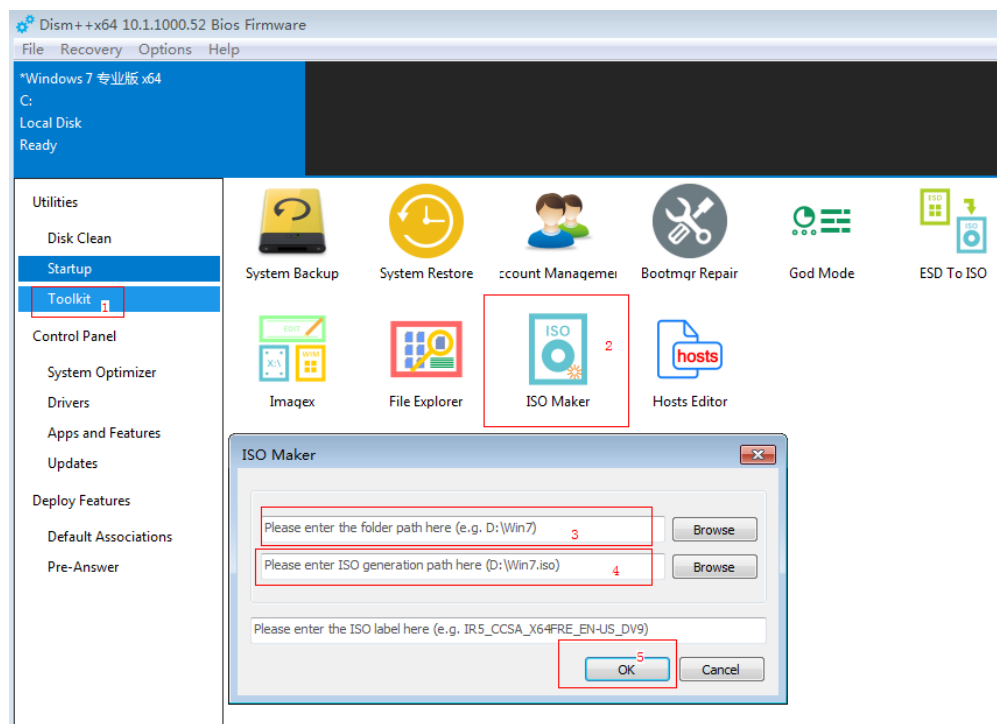 Dism++x64 10.1.1000.52 Bios Firmware
File Recovery Options Help
*Windows 7 专业版 x64
C:
Local Disk
Ready
Utilities
Disk Clean
Startup
Toolkit 1
Control Panel
System Optimizer
Drivers
Apps and Features
Updates
Deploy Features
Default Associations
Pre-Answer
System Backup
System Restore
ccount Managemer
Bootmgr Repair
God Mode
ESD ISO
ESD To ISO
EDIT X:\ WIM
Imagex
File Explorer
ISO 2
ISO Maker
hosts
Hosts Editor
ISO Maker
Please enter the folder path here (e.g. D:\Win7) 3 Browse
Please enter ISO generation path here (D:\Win7.iso) 4 Browse
Please enter the ISO label here (e.g. IR5_CCSA_X64FRE_EN-US_DV9)
5
OK Cancel